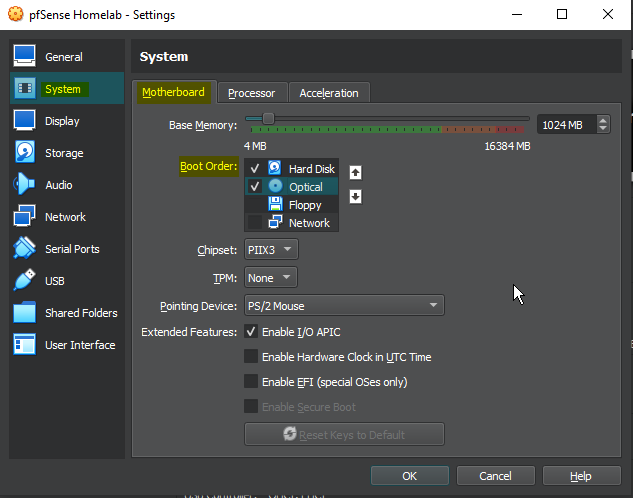 pfSense Homelab - Settings
General
System
Display
Storage
Audio
Network
Serial Ports
USB
Shared Folders
User Interface
System
Motherboard Processor Acceleration
Base Memory: 1024 MB
4 MB 16384 MB
Boot Order: Hard Disk
Optical
Floppy
Network
Chipset: PIIX3
TPM: None
Pointing Device: PS/2 Mouse
Extended Features: Enable I/O APIC
Enable Hardware Clock in UTC Time
Enable EFI (special OSes only)
Enable Secure Boot
Reset Keys to Default
OK Cancel Help